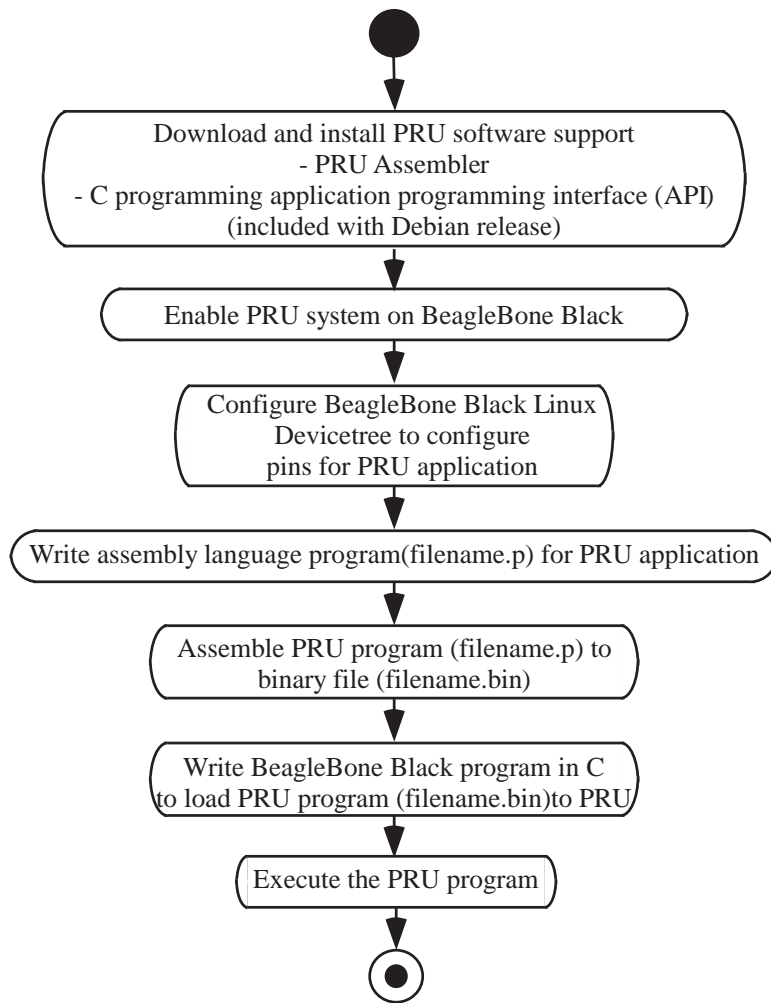 Download and install PRU software support
- PRU Assembler
- C programming application programming interface (API)
(included with Debian release)
Enable PRU system on BeagleBone Black
Configure BeagleBone Black Linux
Devicetree to configure
pins for PRU application
Write assembly language program(filename.p) for PRU application
Assemble PRU program (filename.p) to
binary file (filename.bin)
Write BeagleBone Black program in C
to load PRU program (filename.bin)to PRU
Execute the PRU program